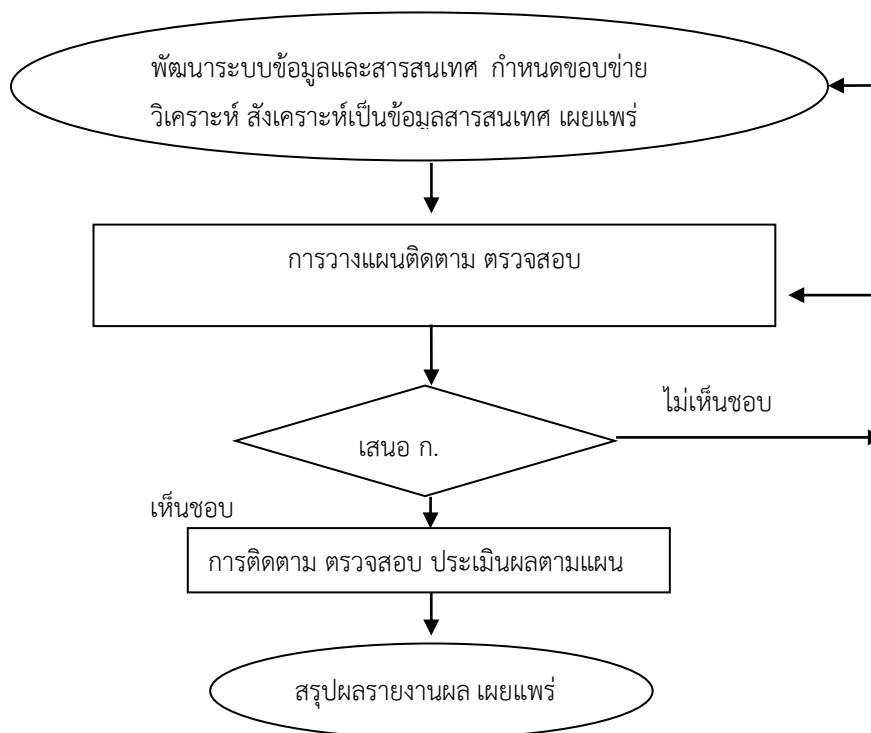 พัฒนาระบบข้อมูลและสารสนเทศ กำหนดขอบข่าย
วิเคราะห์ สังเคราะห์เป็นข้อมูลสารสนเทศ เผยแพร่
การวางแผนติดตาม ตรวจสอบ
ไม่เห็นชอบ
เสนอ ก.
เห็นชอบ
การติดตาม ตรวจสอบ ประเมินผลตามแผน
สรุปผลรายงานผล เผยแพร่